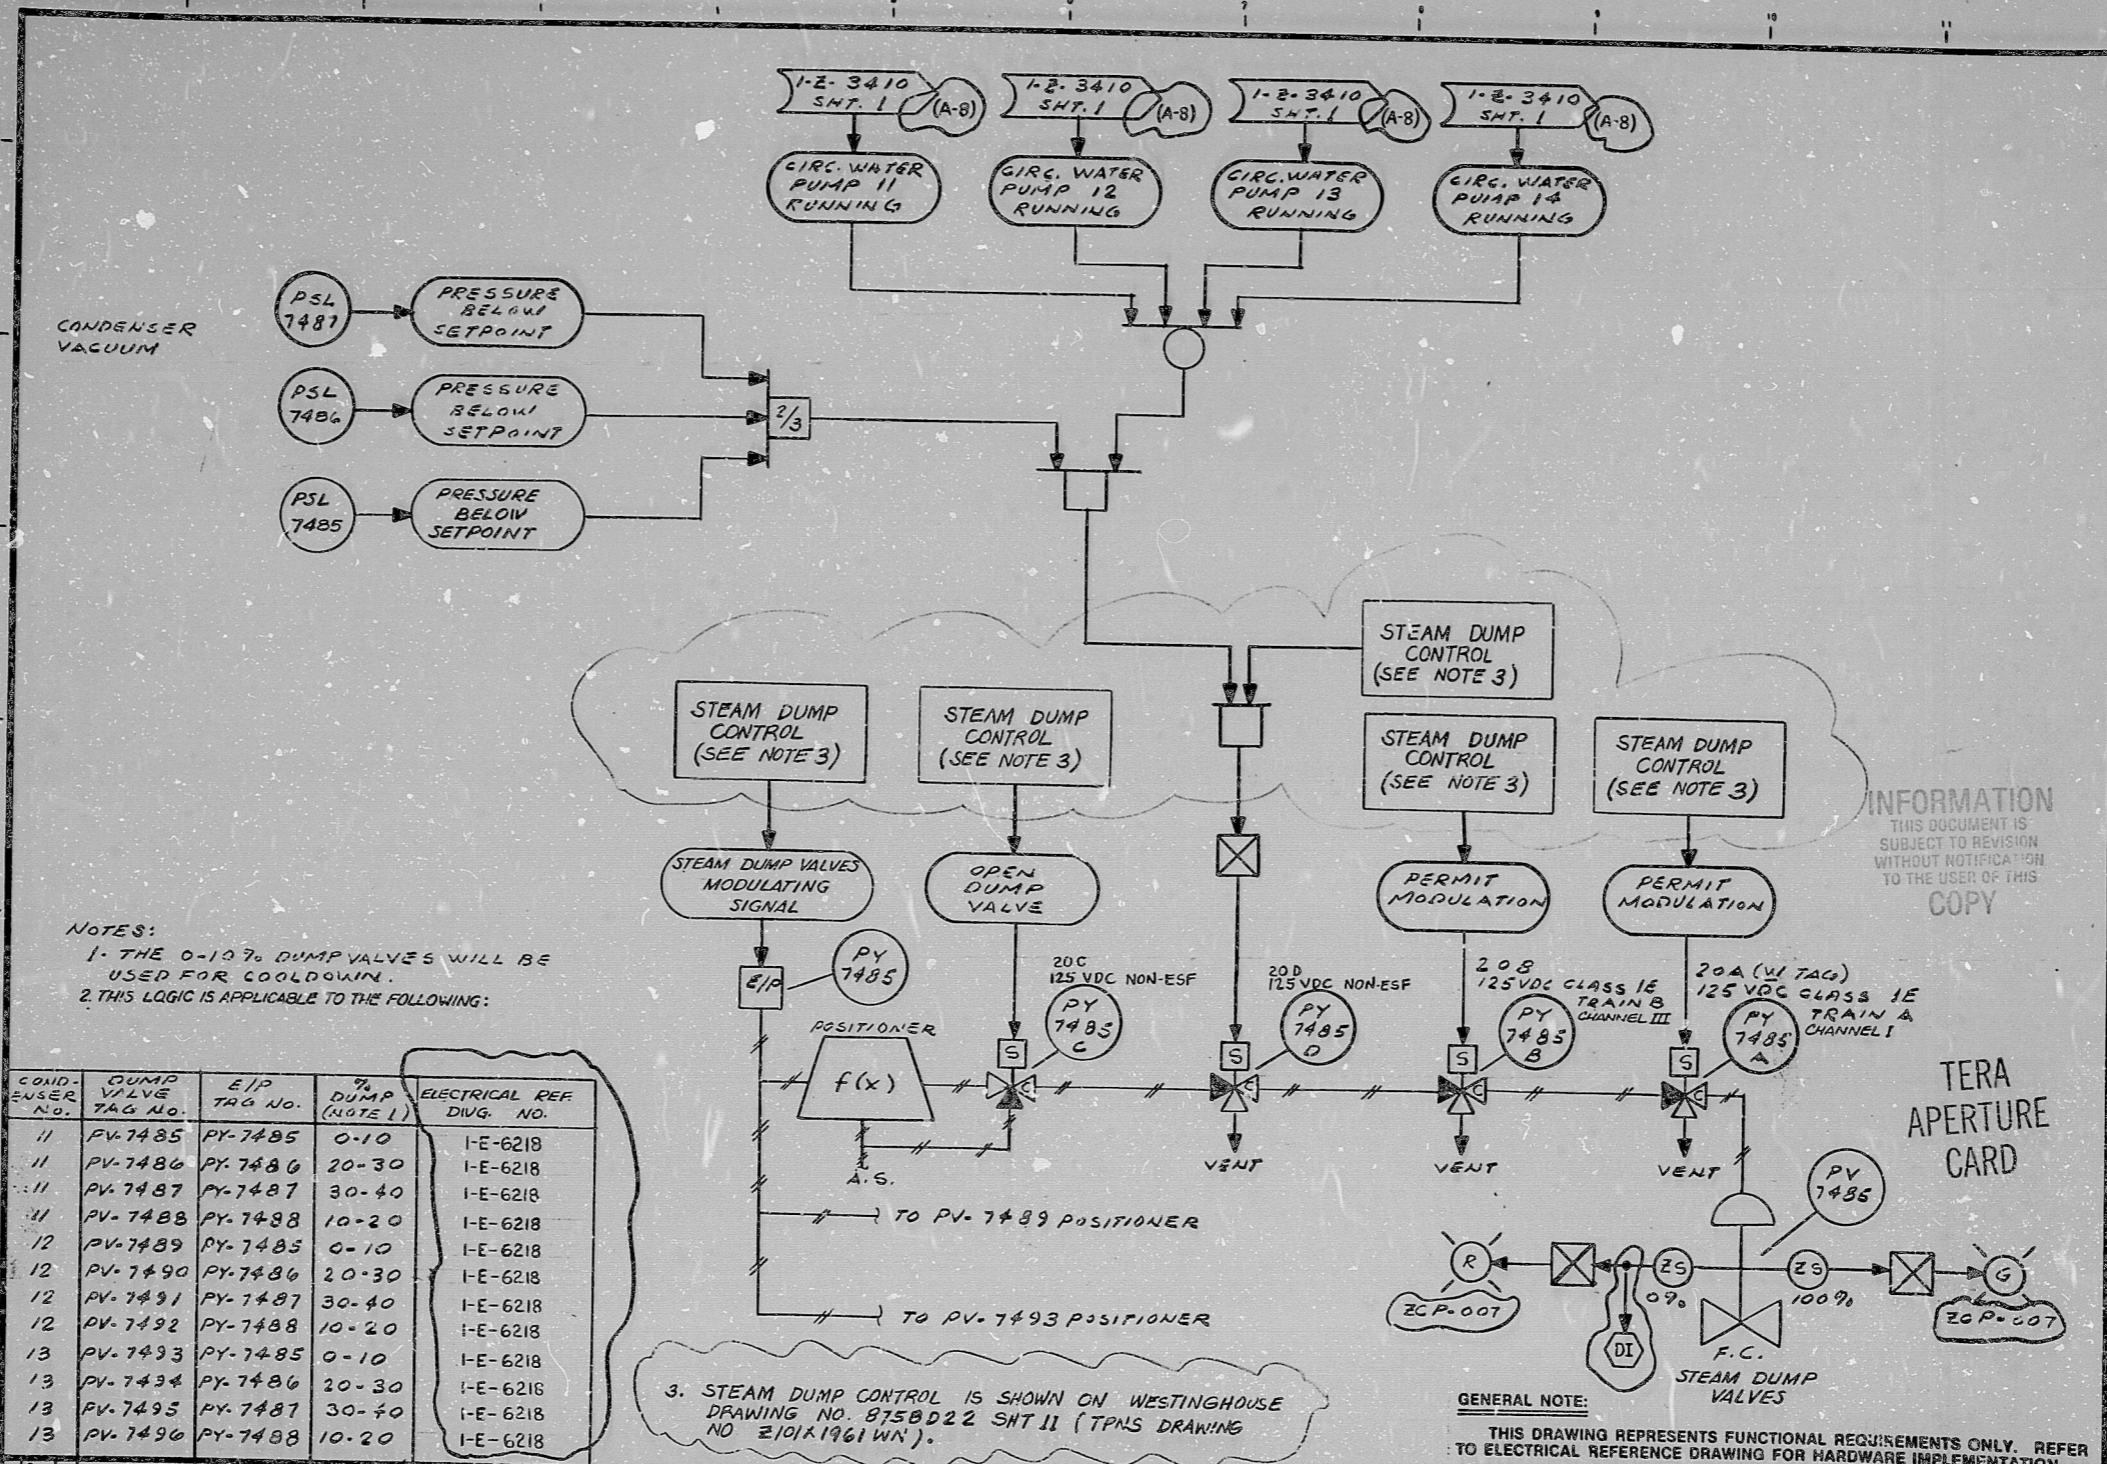 5
6
7
8
9
10
11
1-Z-3410
SHT. 1
(A-8)
1-Z-3410
SHT. 1
(A-8)
1-Z-3410
SHT. 1
(A-8)
1-Z-3410
SHT. 1
(A-8)
CIRC. WATER
PUMP 11
RUNNING
CIRC. WATER
PUMP 12
RUNNING
CIRC. WATER
PUMP 13
RUNNING
CIRC. WATER
PUMP 14
RUNNING
CONDENSER
VACUUM
PSL
7487
PRESSURE
BELOW
SETPOINT
PSL
7486
PRESSURE
BELOW
SETPOINT
2/3
PSL
7485
PRESSURE
BELOW
SETPOINT
STEAM DUMP
CONTROL
(SEE NOTE 3)
STEAM DUMP
CONTROL
(SEE NOTE 3)
STEAM DUMP
CONTROL
(SEE NOTE 3)
STEAM DUMP
CONTROL
(SEE NOTE 3)
STEAM DUMP
CONTROL
(SEE NOTE 3)
INFORMATION
THIS DOCUMENT IS
SUBJECT TO REVISION
WITHOUT NOTIFICATION
TO THE USER OF THIS
COPY
STEAM DUMP VALVES
MODULATING
SIGNAL
OPEN
DUMP
VALVE
PERMIT
MODULATION
PERMIT
MODULATION
NOTES:
1- THE 0-10% DUMP VALVES WILL BE
USED FOR COOLDOWN.
2. THIS LOGIC IS APPLICABLE TO THE FOLLOWING:
E/P
PY
7485
20C
125 VDC NON-ESF
PY
7485
C
20D
125 VDC NON-ESF
PY
7485
D
20B
125 VDC CLASS 1E
TRAIN B
CHANNEL III
PY
7485
B
20A (W/ TAG)
125 VDC CLASS 1E
TRAIN A
CHANNEL I
PY
7485
A
POSITIONER
f(x)
S
C
S
C
S
C
S
C
A.S.
VENT
VENT
VENT
TERA
APERTURE
CARD
TO PV-7489 POSITIONER
TO PV-7493 POSITIONER
PV
7485
R
ZS
0%
ZS
100%
G
ZCP-007
ZCP-007
DI
F.C.
STEAM DUMP
VALVES
COND-ENSER NO. DUMP VALVE TAG NO. E/P TAG NO. % DUMP (NOTE 1) ELECTRICAL REF. DWG. NO.
11 PV-7485 PY-7485 0-10 1-E-6218
11 PV-7486 PY-7486 20-30 1-E-6218
11 PV-7487 PY-7487 30-40 1-E-6218
11 PV-7488 PY-7488 10-20 1-E-6218
12 PV-7489 PY-7485 0-10 1-E-6218
12 PV-7490 PY-7486 20-30 1-E-6218
12 PV-7491 PY-7487 30-40 1-E-6218
12 PV-7492 PY-7488 10-20 1-E-6218
13 PV-7493 PY-7485 0-10 1-E-6218
13 PV-7494 PY-7486 20-30 1-E-6218
13 PV-7495 PY-7487 30-40 1-E-6218
13 PV-7496 PY-7488 10-20 1-E-6218
3. STEAM DUMP CONTROL IS SHOWN ON WESTINGHOUSE
DRAWING NO. 8758D22 SHT 11 (TPNS DRAWING
NO Z101X1961 WN).
GENERAL NOTE:
THIS DRAWING REPRESENTS FUNCTIONAL REQUIREMENTS ONLY. REFER
TO ELECTRICAL REFERENCE DRAWING FOR HARDWARE IMPLEMENTATION